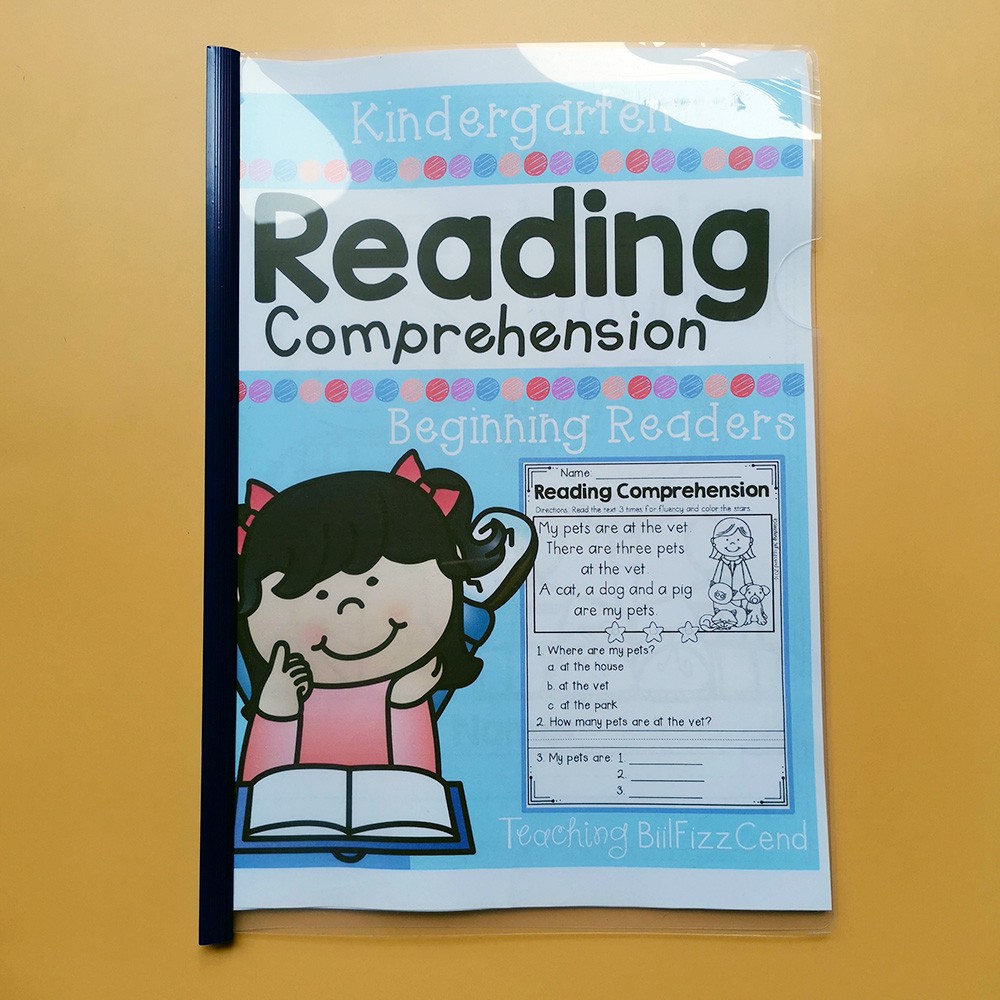 Kindergarten
Reading
Comprehension
Beginning Readers
Name:
Reading Comprehension
Directions: Read the text 3 times for fluency and color the stars.
My pets are at the vet.
There are three pets
at the vet.
A cat, a dog and a pig
are my pets.
1. Where are my pets?
a. at the house
b. at the vet
c. at the park
2. How many pets are at the vet?
3. My pets are: 1.
2.
3.
Teaching BiilFizzCend